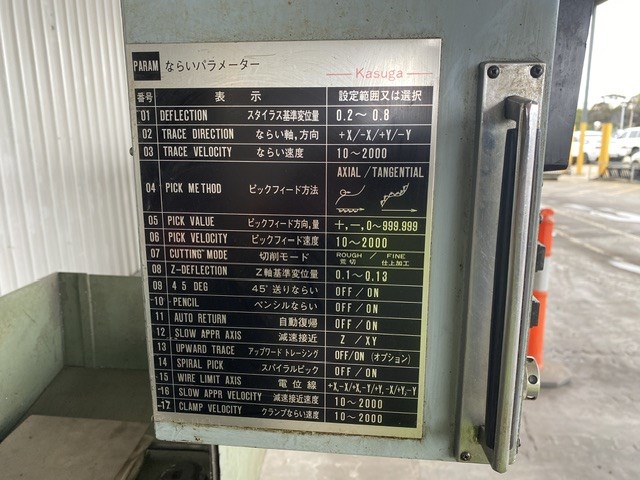 PARAM ならいパラメーター
Kasuga
番号 表 示 設定範囲又は選択
01 DEFLECTION スタイラス基準変位量 0.2～0.8
02 TRACE DIRECTION ならい軸,方向 +X/-X/+Y/-Y
03 TRACE VELOCITY ならい速度 10～2000
04 PICK METHOD ピックフィード方法 AXIAL/TANGENTIAL
05 PICK VALUE ピックフィード方向,量 +,-,0～999.999
06 PICK VELOCITY ピックフィード速度 10～2000
07 CUTTING MODE 切削モード ROUGH 荒切 / FINE 仕上加工
08 Z-DEFLECTION Z軸基準変位量 0.1～0.13
09 45 DEG 45°送りならい OFF/ON
10 PENCIL ペンシルならい OFF/ON
11 AUTO RETURN 自動復帰 OFF/ON
12 SLOW APPR AXIS 減速接近 Z / XY
13 UPWARD TRACE アップワードトレーシング OFF/ON (オプション)
14 SPIRAL PICK スパイラルピック OFF/ON
15 WIRE LIMIT AXIS 電位線 +X,-X/+X,-Y/+Y,-X/+Y,-Y
16 SLOW APPR VELOCITY 減速接近速度 10～2000
17 CLAMP VELOCITY クランプならい速度 10～2000